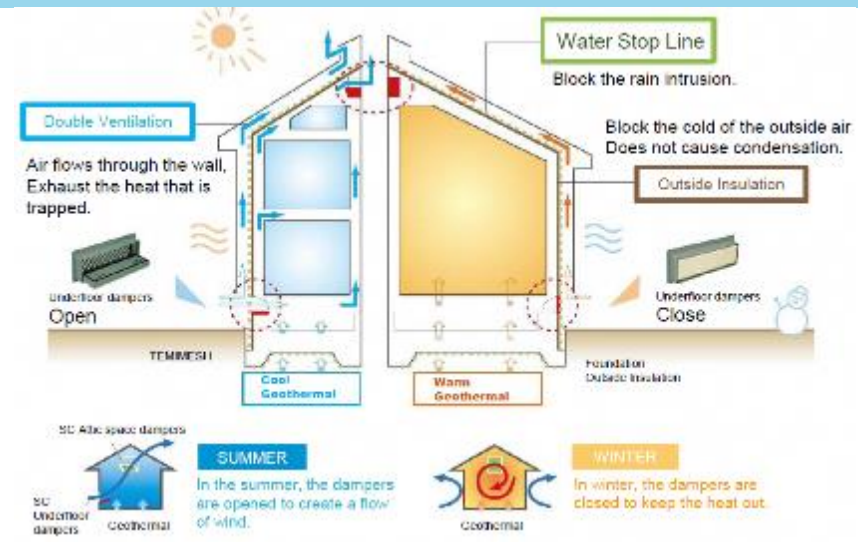 Water Stop Line
Block the rain intrusion.
Double Ventilation
Air flows through the wall,
Exhaust the heat that is
trapped.
Block the cold of the outside air
Does not cause condensation.
Outside Insulation
Underfloor dampers
Open
Underfloor dampers
Close
TEMIMESH
Foundation
Outside Insulation
Cool
Geothermal
Warm
Geothermal
SC Attic space dampers
SUMMER
In the summer, the dampers
are opened to create a flow
of wind.
SC
Underfloor
dampers
Geothermal
WINTER
In winter, the dampers are
closed to keep the heat out.
Geothermal